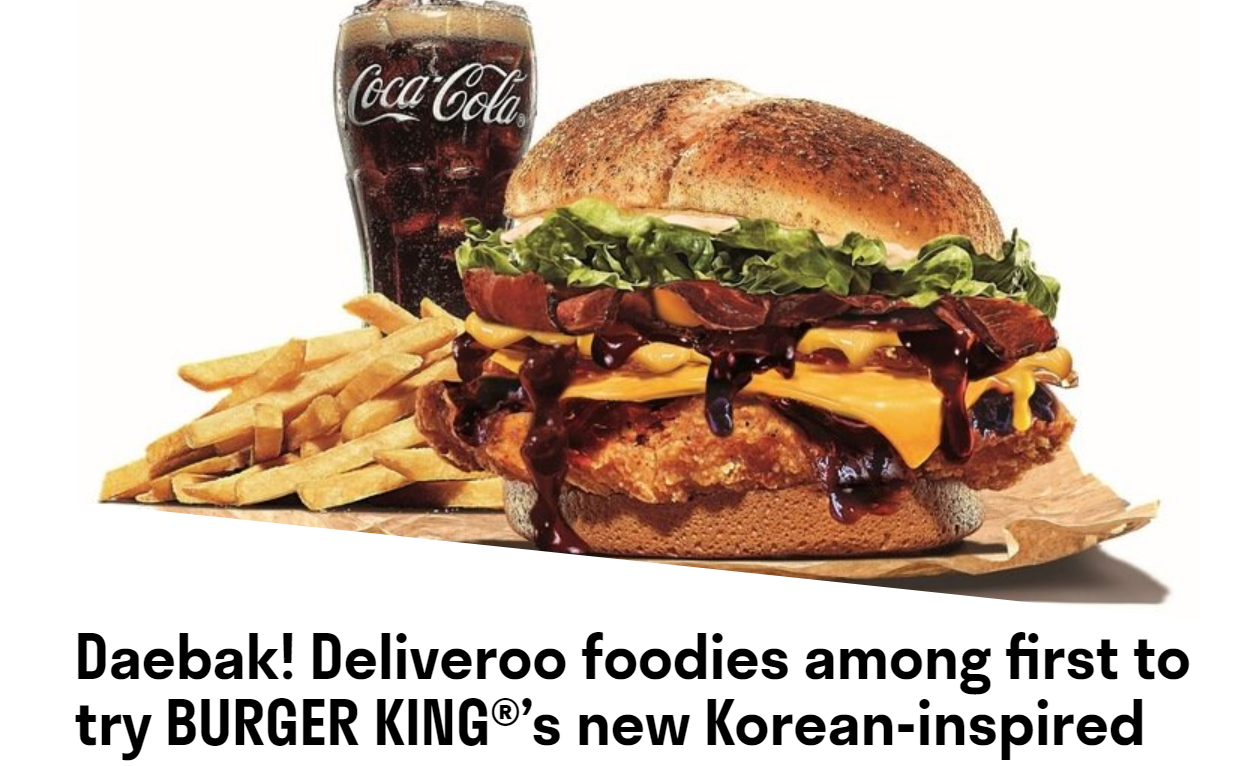 Coca-Cola®
Daebak! Deliveroo foodies among first to
try BURGER KING®’s new Korean-inspired